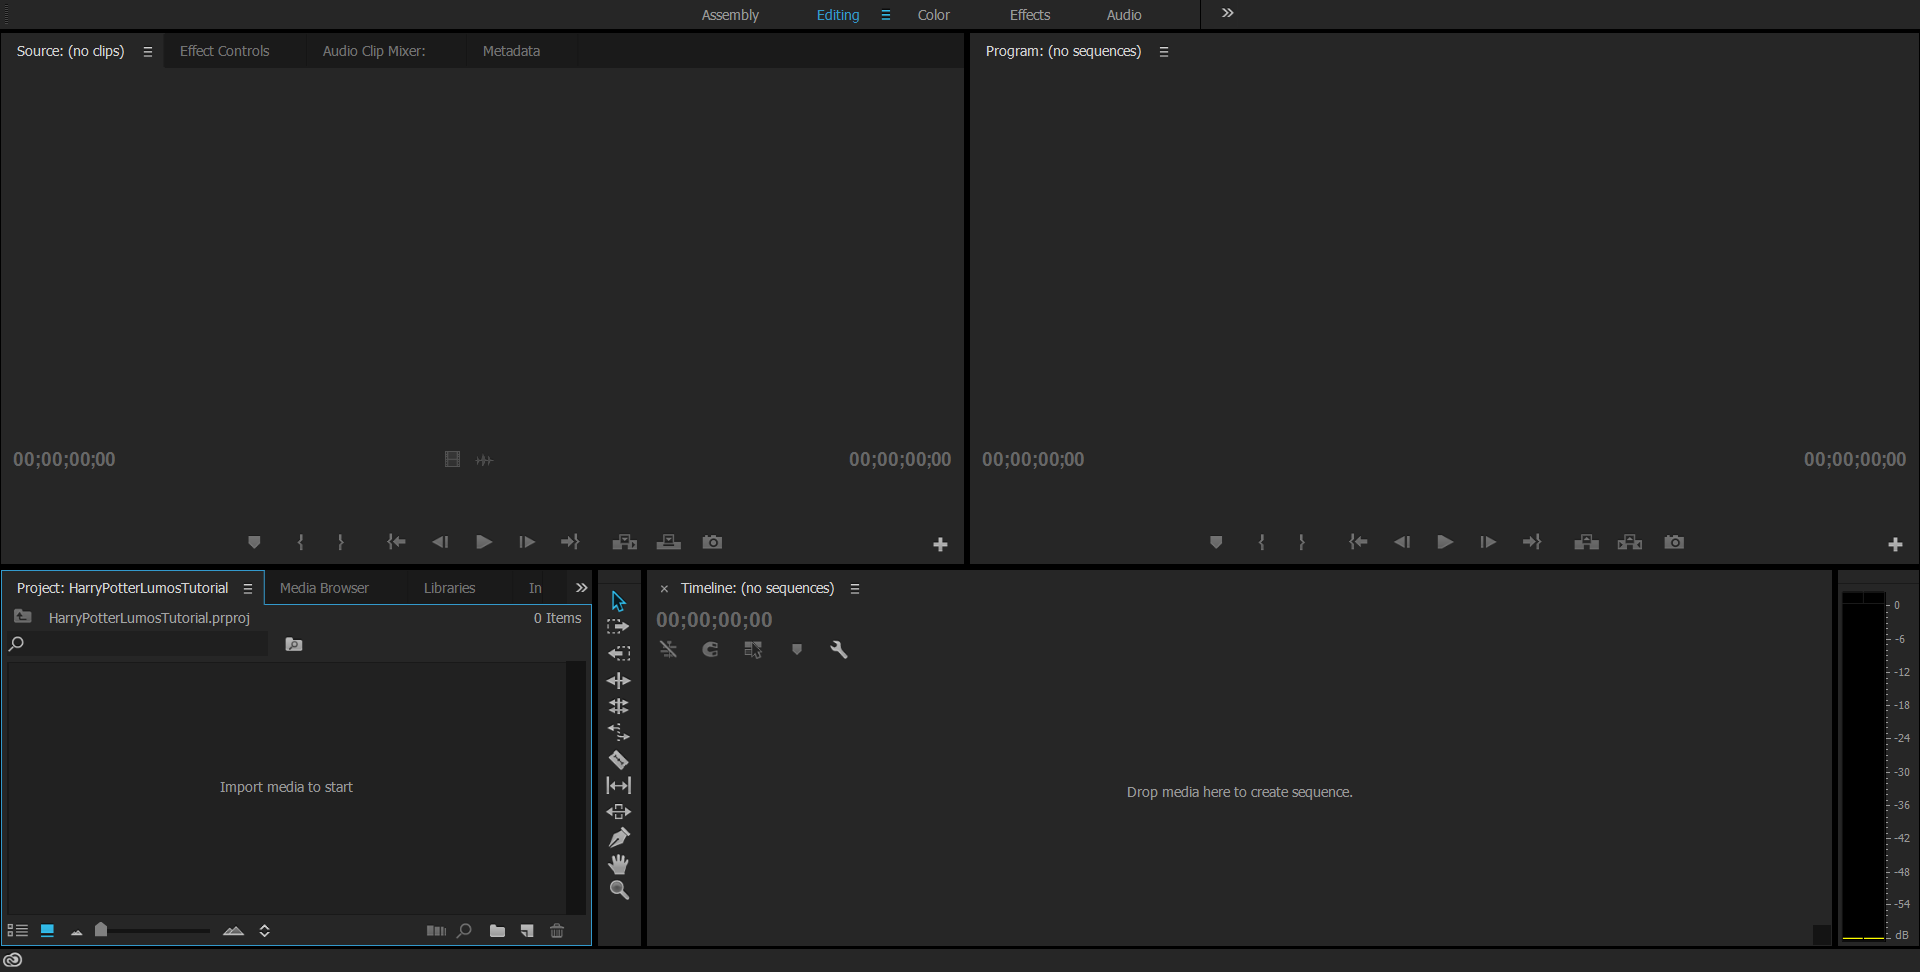 Assembly
Editing
Color
Effects
Audio
Source: (no clips)
Effect Controls
Audio Clip Mixer:
Metadata
Program: (no sequences)
00;00;00;00
00;00;00;00
00;00;00;00
00;00;00;00
Project: HarryPotterLumosTutorial
Media Browser
Libraries
In
HarryPotterLumosTutorial.prproj
0 Items
Import media to start
Timeline: (no sequences)
00;00;00;00
Drop media here to create sequence.
0
-6
-12
-18
-24
-30
-36
-42
-48
-54
dB